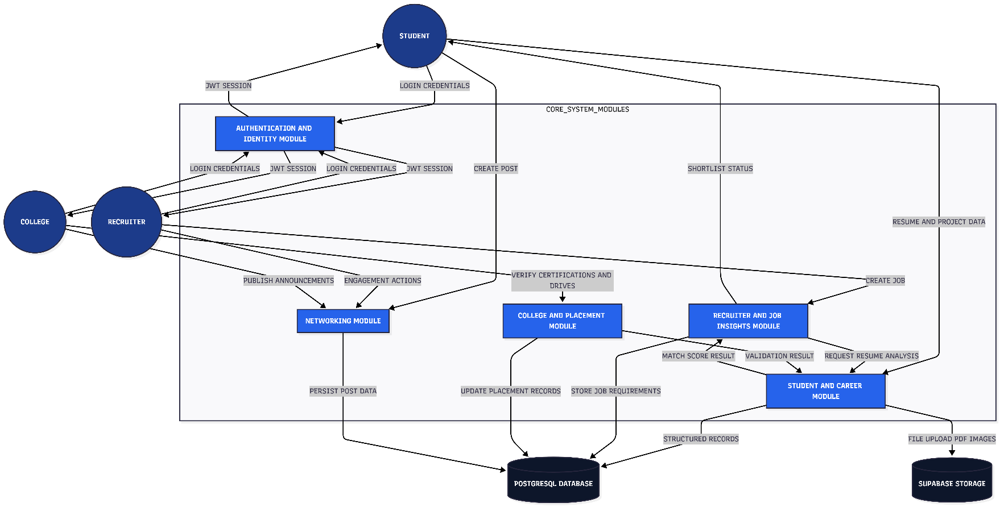 STUDENT
JWT SESSION
LOGIN CREDENTIALS
CORE_SYSTEM_MODULES
AUTHENTICATION AND
IDENTITY MODULE
LOGIN CREDENTIALS
JWT SESSION
LOGIN CREDENTIALS
JWT SESSION
CREATE POST
SHORTLIST STATUS
COLLEGE
RECRUITER
RESUME AND PROJECT DATA
PUBLISH ANNOUNCEMENTS
ENGAGEMENT ACTIONS
VERIFY CERTIFICATIONS AND
DRIVES
CREATE JOB
NETWORKING MODULE
COLLEGE AND PLACEMENT
MODULE
RECRUITER AND JOB
INSIGHTS MODULE
MATCH SCORE RESULT
VALIDATION RESULT
REQUEST RESUME ANALYSIS
PERSIST POST DATA
UPDATE PLACEMENT RECORDS
STORE JOB REQUIREMENTS
STUDENT AND CAREER
MODULE
STRUCTURED RECORDS
FILE UPLOAD PDF IMAGES
POSTGRESQL DATABASE
SUPABASE STORAGE